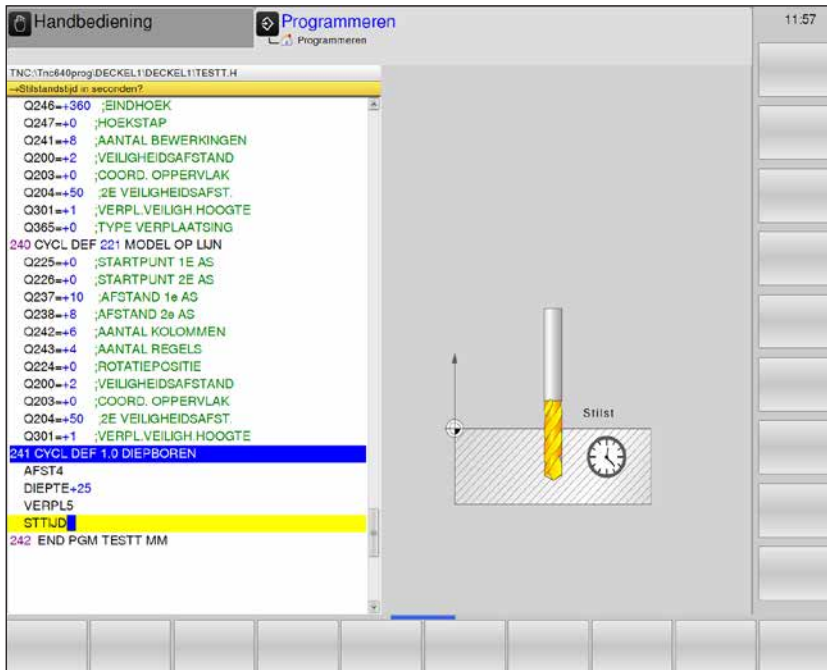 Handbediening
Programmeren
Programmeren
11:57
TNC:\Tnc640prog\DECKEL1\DECKEL1\TESTT.H
→Stilstandstijd in seconden?
Q246=+360 ;EINDHOEK
Q247=+0 ;HOEKSTAP
Q241=+8 ;AANTAL BEWERKINGEN
Q200=+2 ;VEILIGHEIDSAFSTAND
Q203=+0 ;COORD. OPPERVLAK
Q204=+50 ;2E VEILIGHEIDSAFST.
Q301=+1 ;VERPL.VEILIGH.HOOGTE
Q365=+0 ;TYPE VERPLAATSING
240 CYCL DEF 221 MODEL OP LIJN
Q225=+0 ;STARTPUNT 1E AS
Q226=+0 ;STARTPUNT 2E AS
Q237=+10 ;AFSTAND 1e AS
Q238=+8 ;AFSTAND 2e AS
Q242=+6 ;AANTAL KOLOMMEN
Q243=+4 ;AANTAL REGELS
Q224=+0 ;ROTATIEPOSITIE
Q200=+2 ;VEILIGHEIDSAFSTAND
Q203=+0 ;COORD. OPPERVLAK
Q204=+50 ;2E VEILIGHEIDSAFST.
Q301=+1 ;VERPL.VEILIGH.HOOGTE
241 CYCL DEF 1.0 DIEPBOREN
AFST4
DIEPTE+25
VERPL5
STTIJD
242 END PGM TESTT MM
Stilst